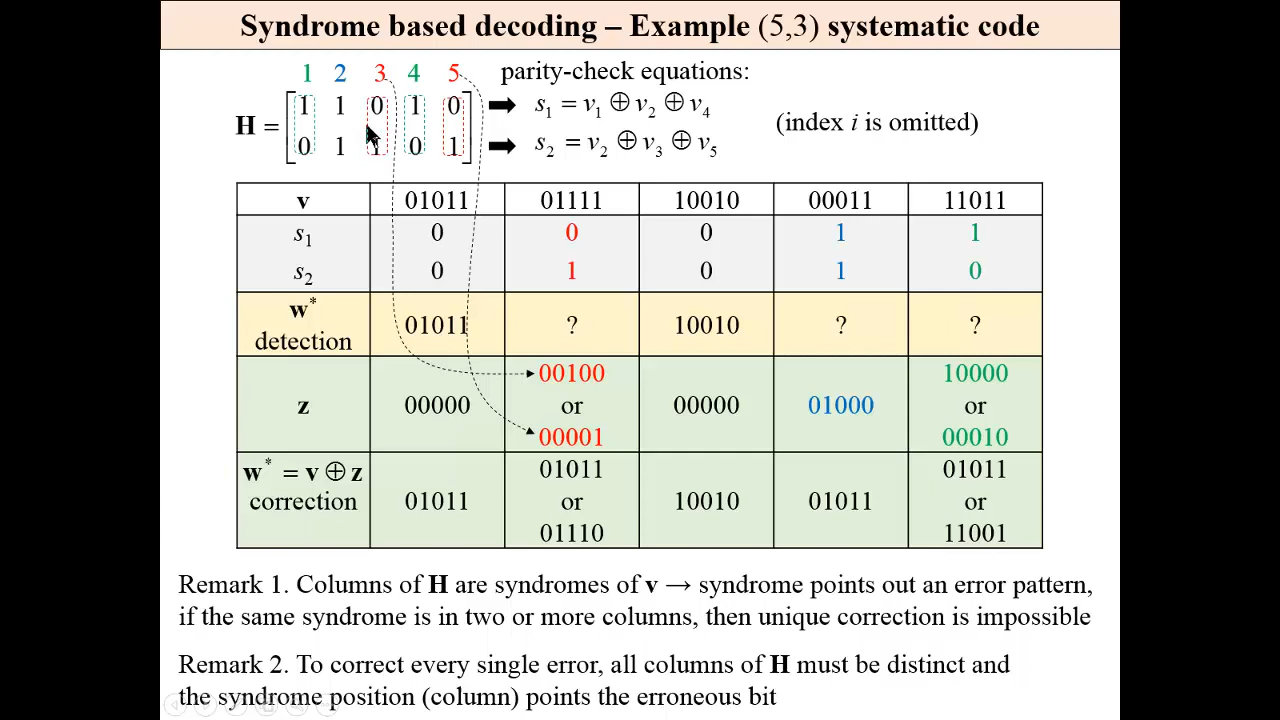 Syndrome based decoding – Example (5,3) systematic code
1 2 3 4 5 parity-check equations:
H = [1 1 0 1 0
0 1 1 0 1]
s₁ = v₁ ⊕ v₂ ⊕ v₄
s₂ = v₂ ⊕ v₃ ⊕ v₅
(index i is omitted)
v 01011 01111 10010 00011 11011
s₁ 0 0 0 1 1
s₂ 0 1 0 1 0
w*
detection 01011 ? 10010 ? ?
z 00000 00100 or 00001 00000 01000 10000 or 00010
w* = v ⊕ z
correction 01011 01011 or 01110 10010 01011 01011 or 11001
Remark 1. Columns of H are syndromes of v → syndrome points out an error pattern,
if the same syndrome is in two or more columns, then unique correction is impossible
Remark 2. To correct every single error, all columns of H must be distinct and
the syndrome position (column) points the erroneous bit